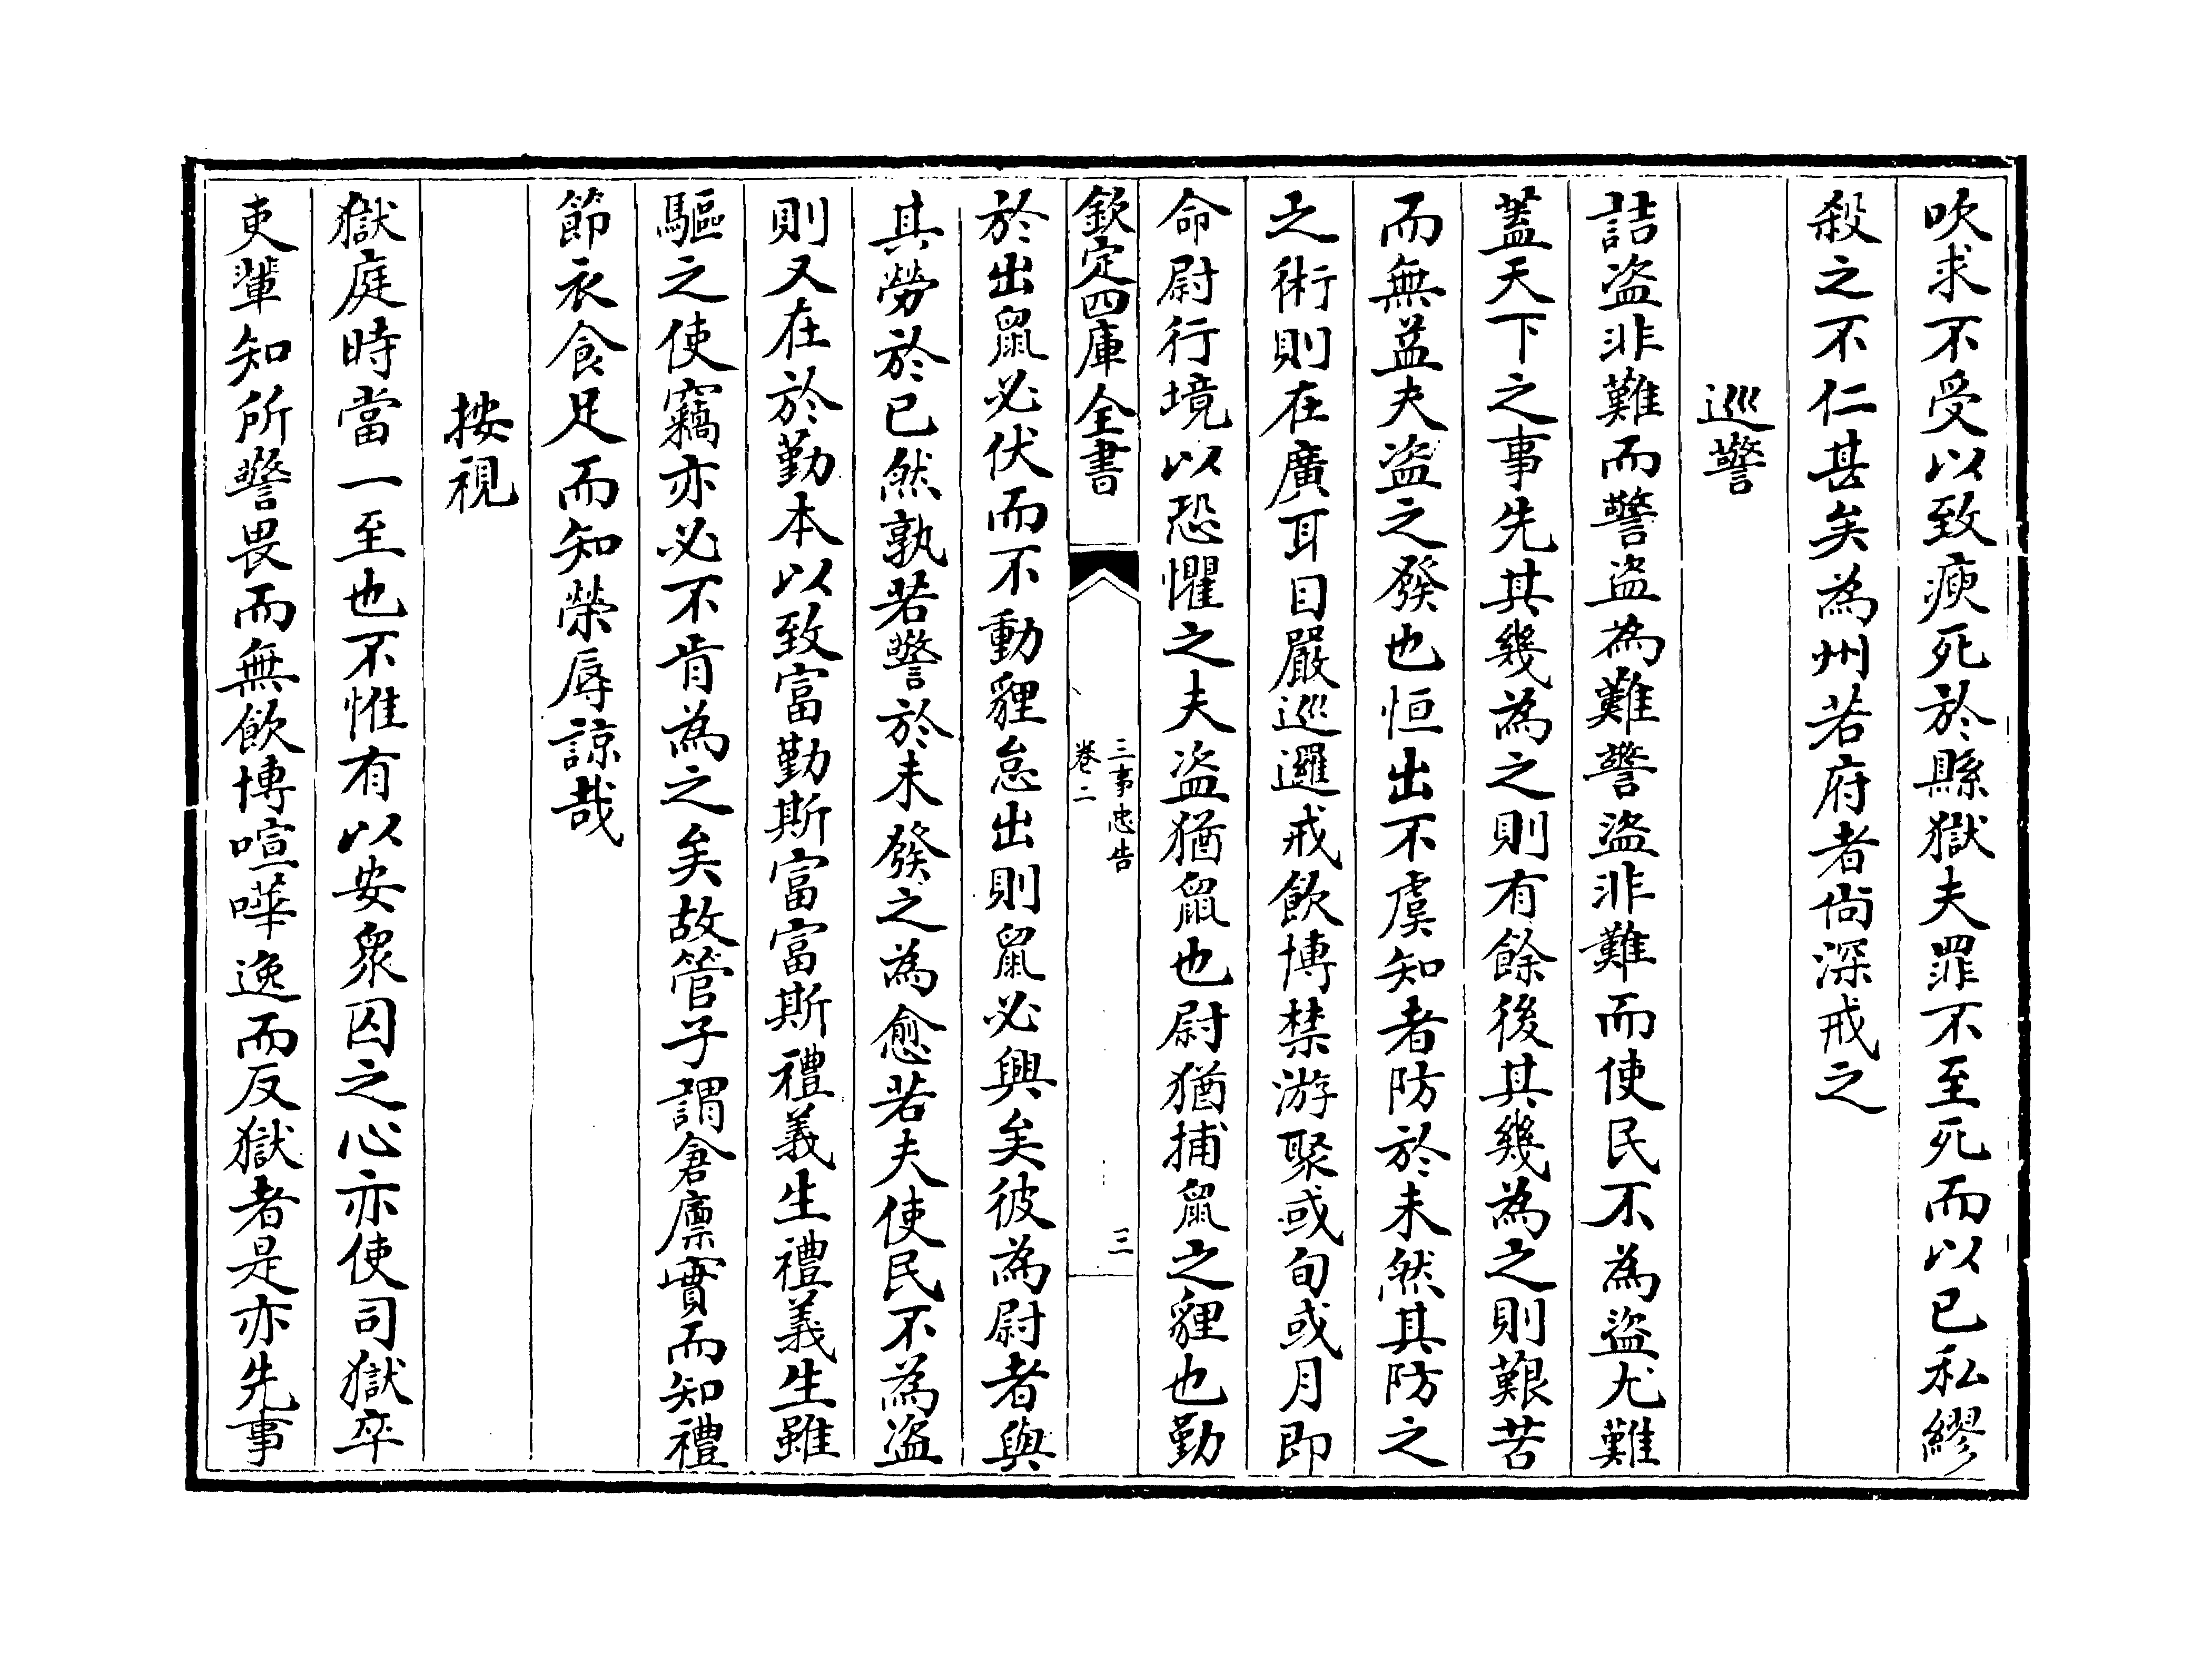 吹求不受以致瘐死於縣獄夫罪不至死而以已私繆
殺之不仁甚矣為州若府者尚深戒之
巡警
詰盗非難而警盗為難警盗非難而使民不為盗尤難
蓋天下之事先其幾為之則有餘後其幾為之則艱苦
而無益夫盗之發也恒出不虞知者防於未然其防之
之術則在廣耳目嚴巡邏戒飲博禁游聚或旬或月即
命尉行境以恐懼之夫盗猶鼠也尉猶捕鼠之貍也勤
欽定四庫全書
三事忠告
卷二
三
於出鼠必伏而不動貍怠出則鼠必興矣彼為尉者與
其勞於已然孰若警於未發之為愈若夫使民不為盗
則又在於勤本以致富勤斯富富斯禮義生禮義生雖
驅之使竊亦必不肯為之矣故管子謂倉廪實而知禮
節衣食足而知榮辱諒哉
按視
獄庭時當一至也不惟有以安衆囚之心亦使司獄卒
吏輩知所警畏而無飲博喧嘩逸而反獄者是亦先事